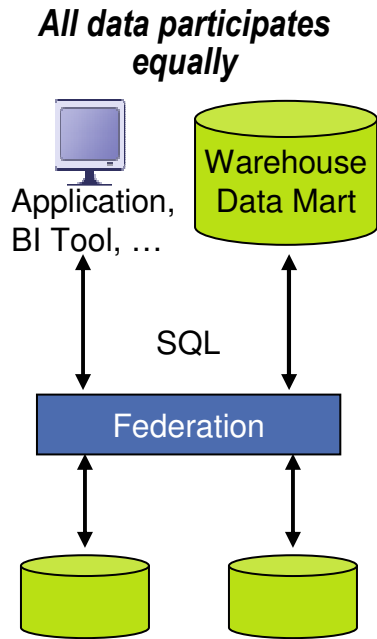 All data participates
equally
Application,
BI Tool, …
Warehouse
Data Mart
SQL
Federation